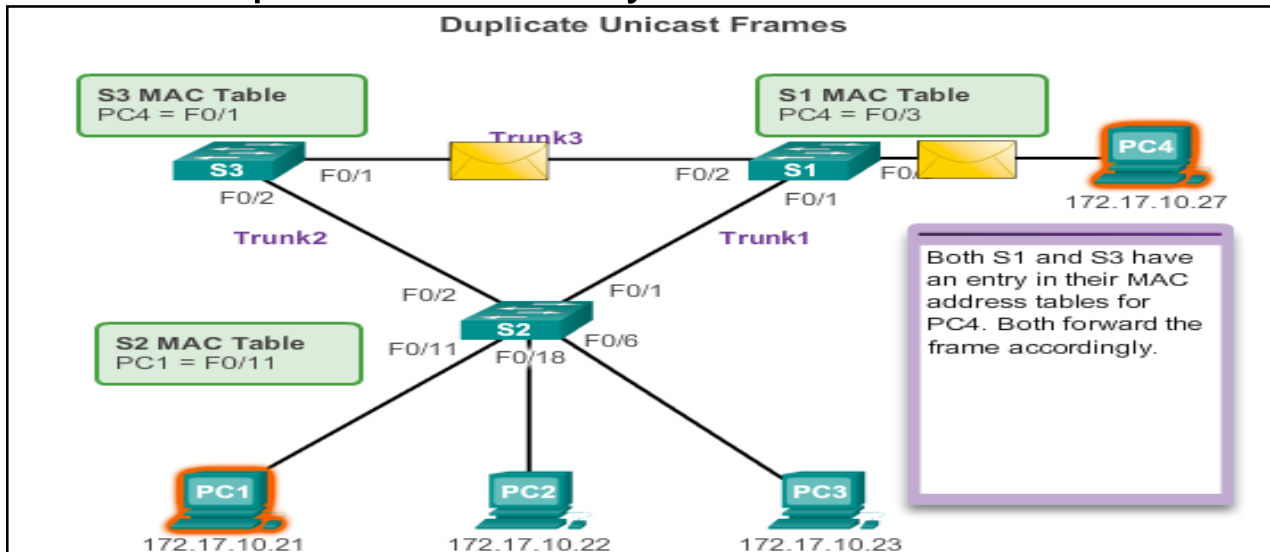 Duplicate Unicast Frames
S3 MAC Table
PC4 = F0/1
S1 MAC Table
PC4 = F0/3
Trunk3
PC4
S3
F0/1
F0/2
S1
F0/2
F0/1
172.17.10.27
Trunk2
Trunk1
Both S1 and S3 have
an entry in their MAC
address tables for
PC4. Both forward the
frame accordingly.
F0/2
F0/1
S2
S2 MAC Table
PC1 = F0/11
F0/11
F0/18
F0/6
PC1
PC2
PC3
172.17.10.21
172.17.10.22
172.17.10.23